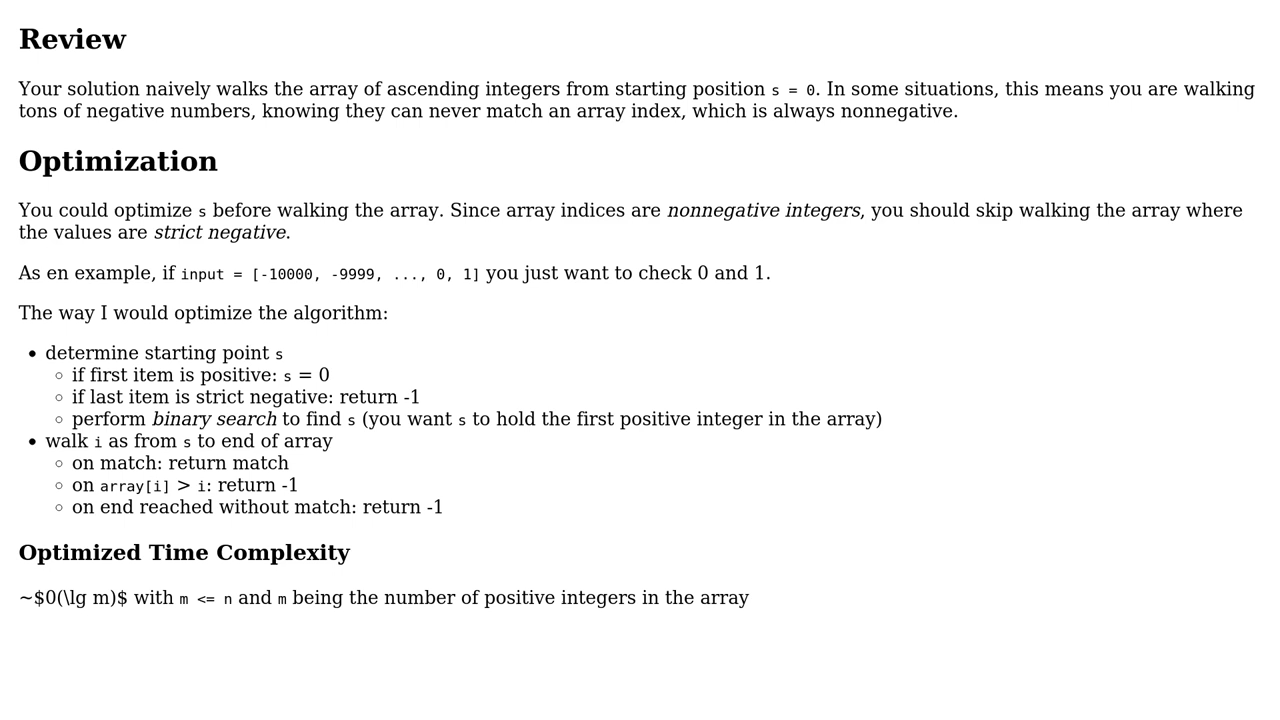 Review
Your solution naively walks the array of ascending integers from starting position s = 0. In some situations, this means you are walking
tons of negative numbers, knowing they can never match an array index, which is always nonnegative.
Optimization
You could optimize s before walking the array. Since array indices are nonnegative integers, you should skip walking the array where
the values are strict negative.
As en example, if input = [-10000, -9999, ..., 0, 1] you just want to check 0 and 1.
The way I would optimize the algorithm:
• determine starting point s
◦ if first item is positive: s = 0
◦ if last item is strict negative: return -1
◦ perform binary search to find s (you want s to hold the first positive integer in the array)
• walk i as from s to end of array
◦ on match: return match
◦ on array[i] > i: return -1
◦ on end reached without match: return -1
Optimized Time Complexity
~$0(\lg m)$ with m <= n and m being the number of positive integers in the array